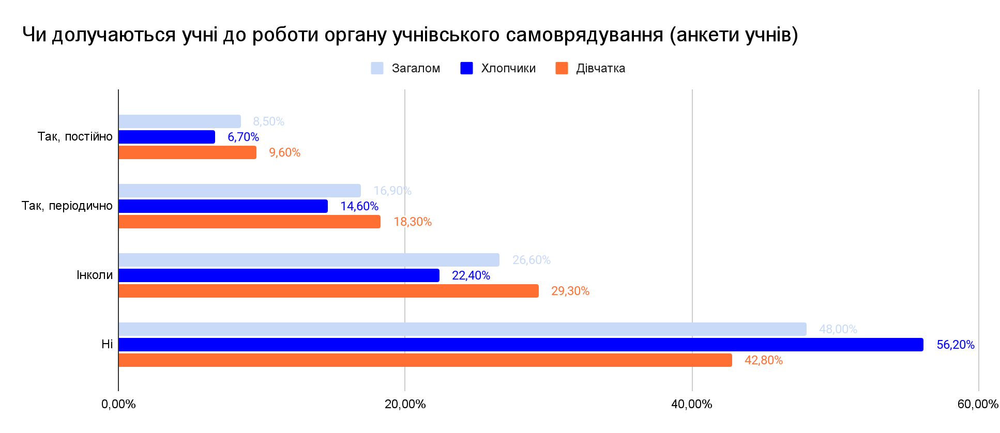 Чи долучаються учні до роботи органу учнівського самоврядування (анкети учнів)
Загалом Хлопчики Дівчатка
Так, постійно
8,50%
6,70%
9,60%
Так, періодично
16,90%
14,60%
18,30%
Інколи
26,60%
22,40%
29,30%
Ні
48,00%
56,20%
42,80%
0,00% 20,00% 40,00% 60,00%